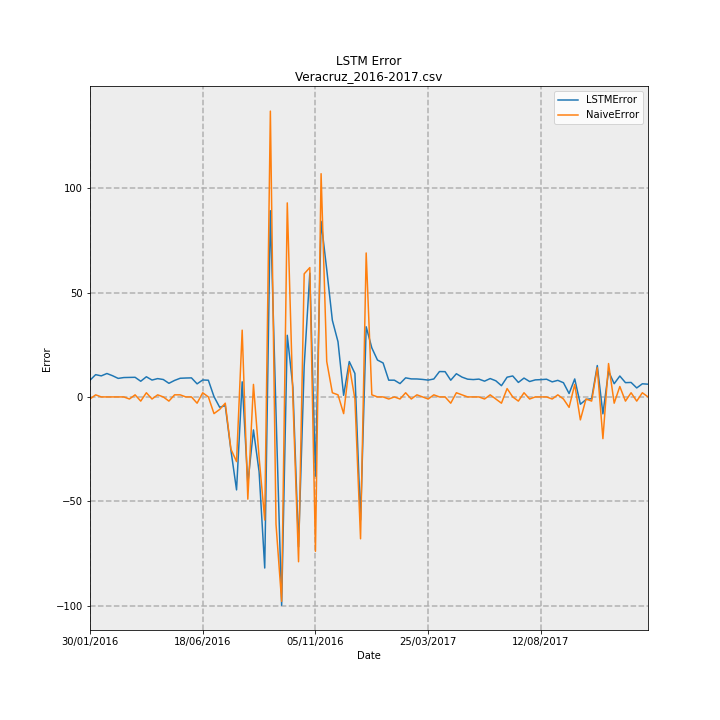 LSTM Error
Veracruz_2016-2017.csv
LSTMError
NaiveError
Error
100
50
0
−50
−100
30/01/2016
18/06/2016
05/11/2016
25/03/2017
12/08/2017
Date